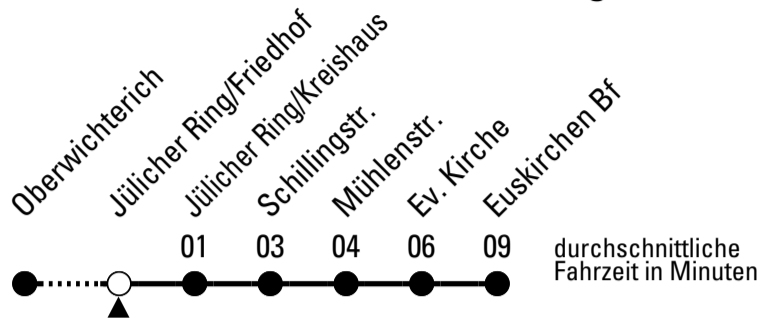 Oberwichterich
Jülicher Ring/Friedhof
Jülicher Ring/Kreishaus
Schillingstr.
Mühlenstr.
Ev. Kirche
Euskirchen Bf
01 03 04 06 09
durchschnittliche
Fahrzeit in Minuten